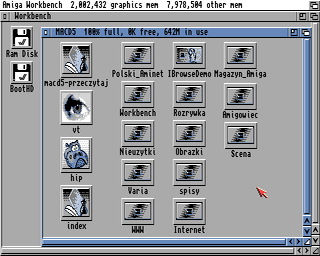 Amiga Workbench 2,002,432 graphics mem 7,978,504 other mem
Workbench
MACD5 100% full, 0K free, 642M in use
Ram Disk
BootHD
macd5-przeczytaj
Polski_Aminet
IBrowseDemo
Magazyn_Amiga
vt
Workbench
Rozrywka
Amigowiec
hip
Nieuzytki
Obrazki
Scena
Varia
spisy
index
WWW
Internet